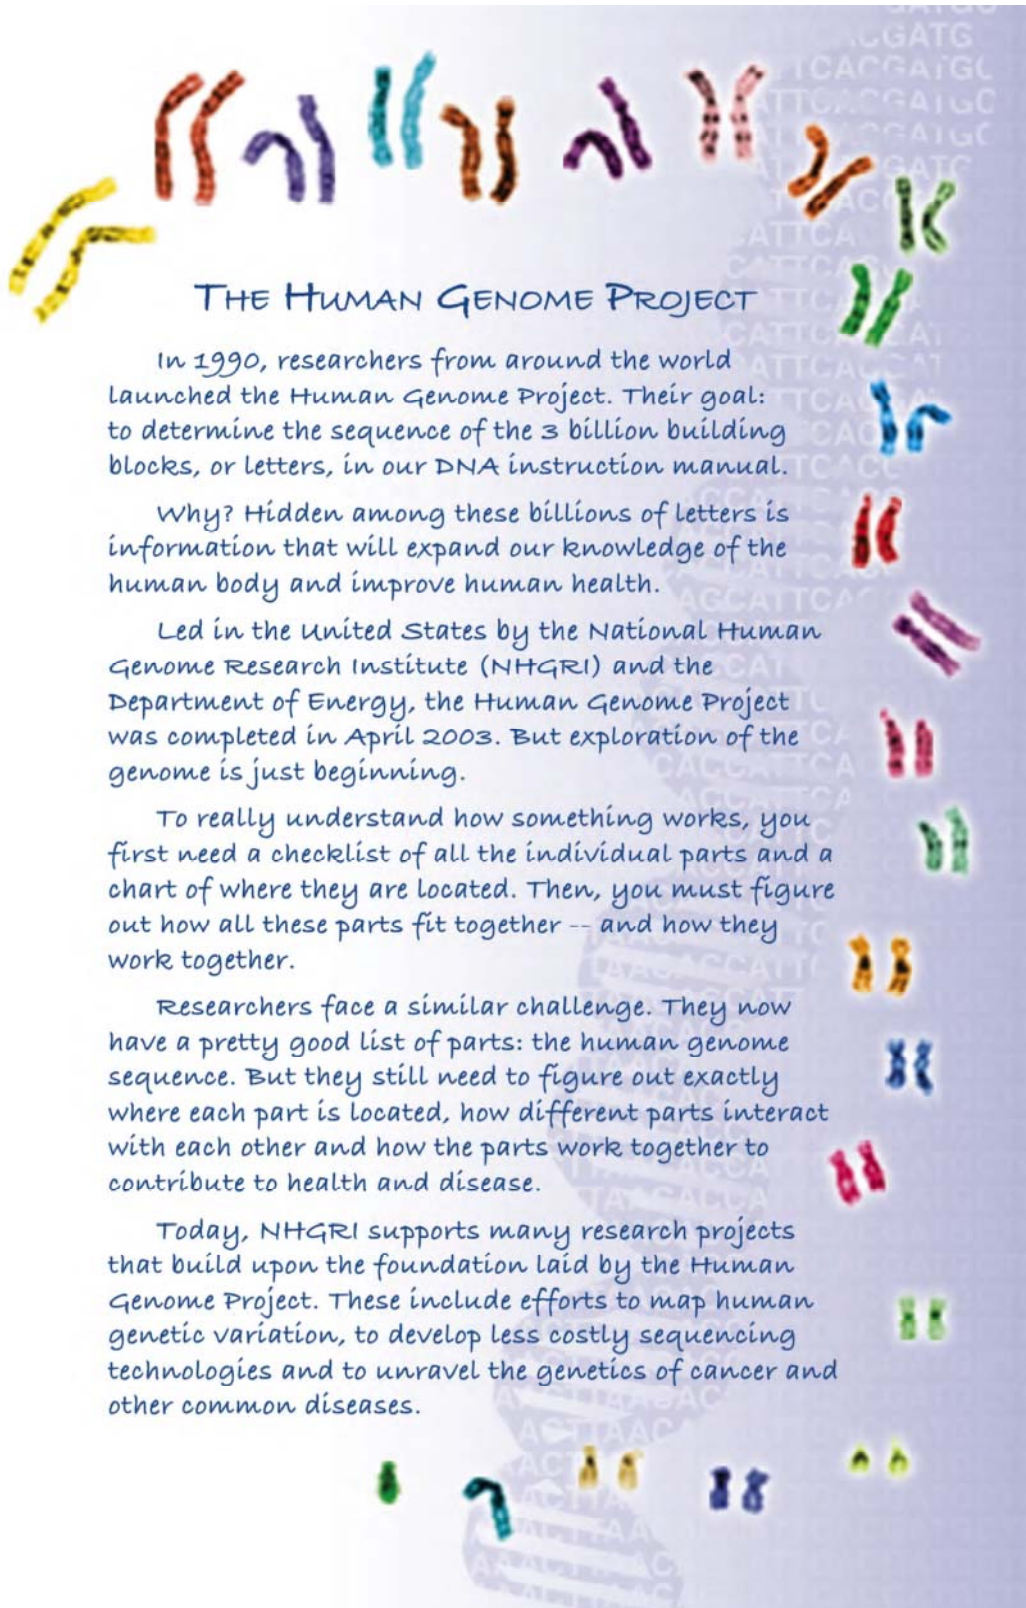 THE HUMAN GENOME PROJECT
In 1990, researchers from around the world
launched the Human Genome Project. Their goal:
to determine the sequence of the 3 billion building
blocks, or letters, in our DNA instruction manual.
Why? Hidden among these billions of letters is
information that will expand our knowledge of the
human body and improve human health.
Led in the United States by the National Human
Genome Research Institute (NHGRI) and the
Department of Energy, the Human Genome Project
was completed in April 2003. But exploration of the
genome is just beginning.
To really understand how something works, you
first need a checklist of all the individual parts and a
chart of where they are located. Then, you must figure
out how all these parts fit together -- and how they
work together.
Researchers face a similar challenge. They now
have a pretty good list of parts: the human genome
sequence. But they still need to figure out exactly
where each part is located, how different parts interact
with each other and how the parts work together to
contribute to health and disease.
Today, NHGRI supports many research projects
that build upon the foundation laid by the Human
Genome Project. These include efforts to map human
genetic variation, to develop less costly sequencing
technologies and to unravel the genetics of cancer and
other common diseases.